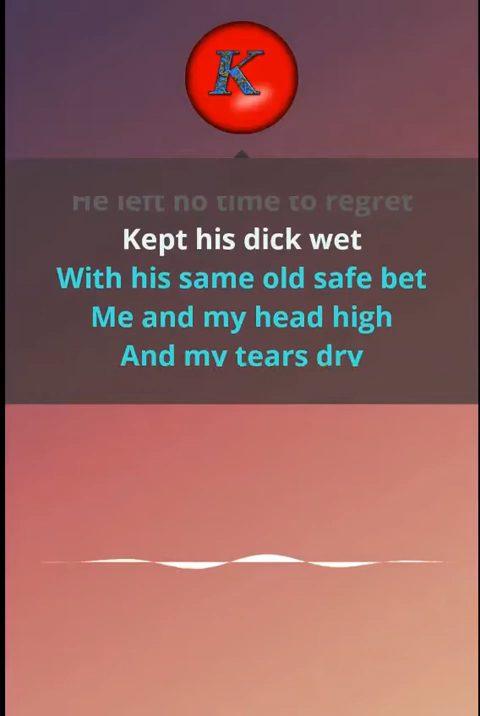 K
He left no time to regret
Kept his dick wet
With his same old safe bet
Me and my head high
And my tears dry